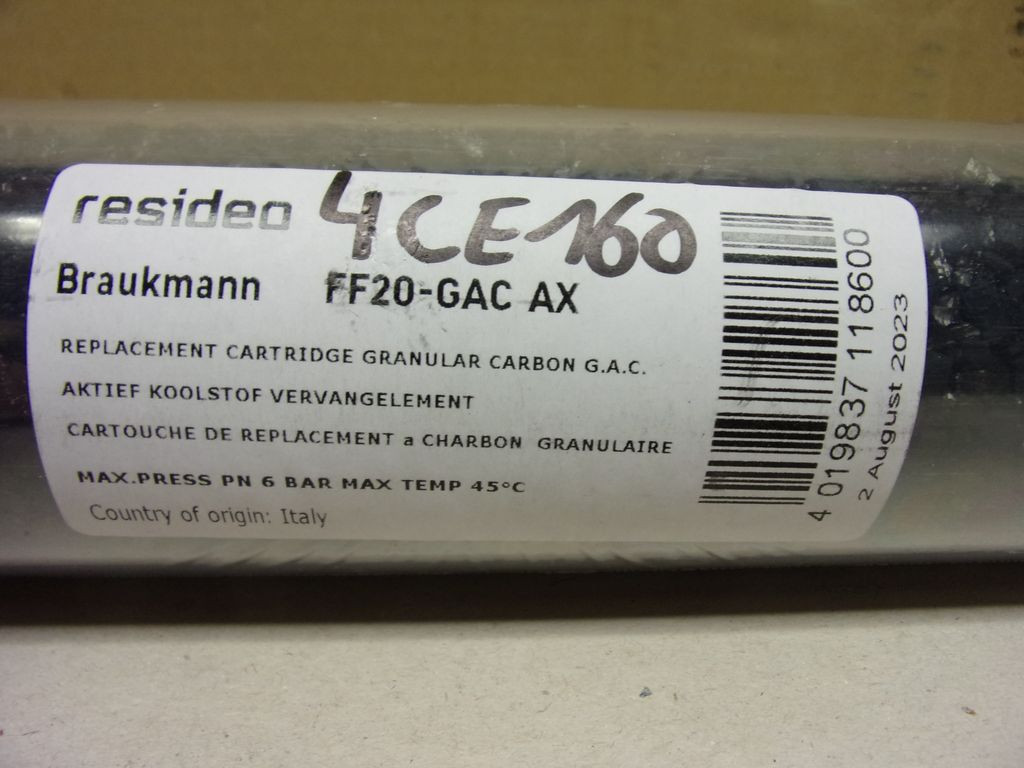 resideo 4CE160
Braukmann FF20-GAC AX
REPLACEMENT CARTRIDGE GRANULAR CARBON G.A.C.
AKTIEF KOOLSTOF VERVANGELEMENT
CARTOUCHE DE REPLACEMENT a CHARBON GRANULAIRE
MAX.PRESS PN 6 BAR MAX TEMP 45°C
Country of origin: Italy
4 019837 118600
2 August 2023